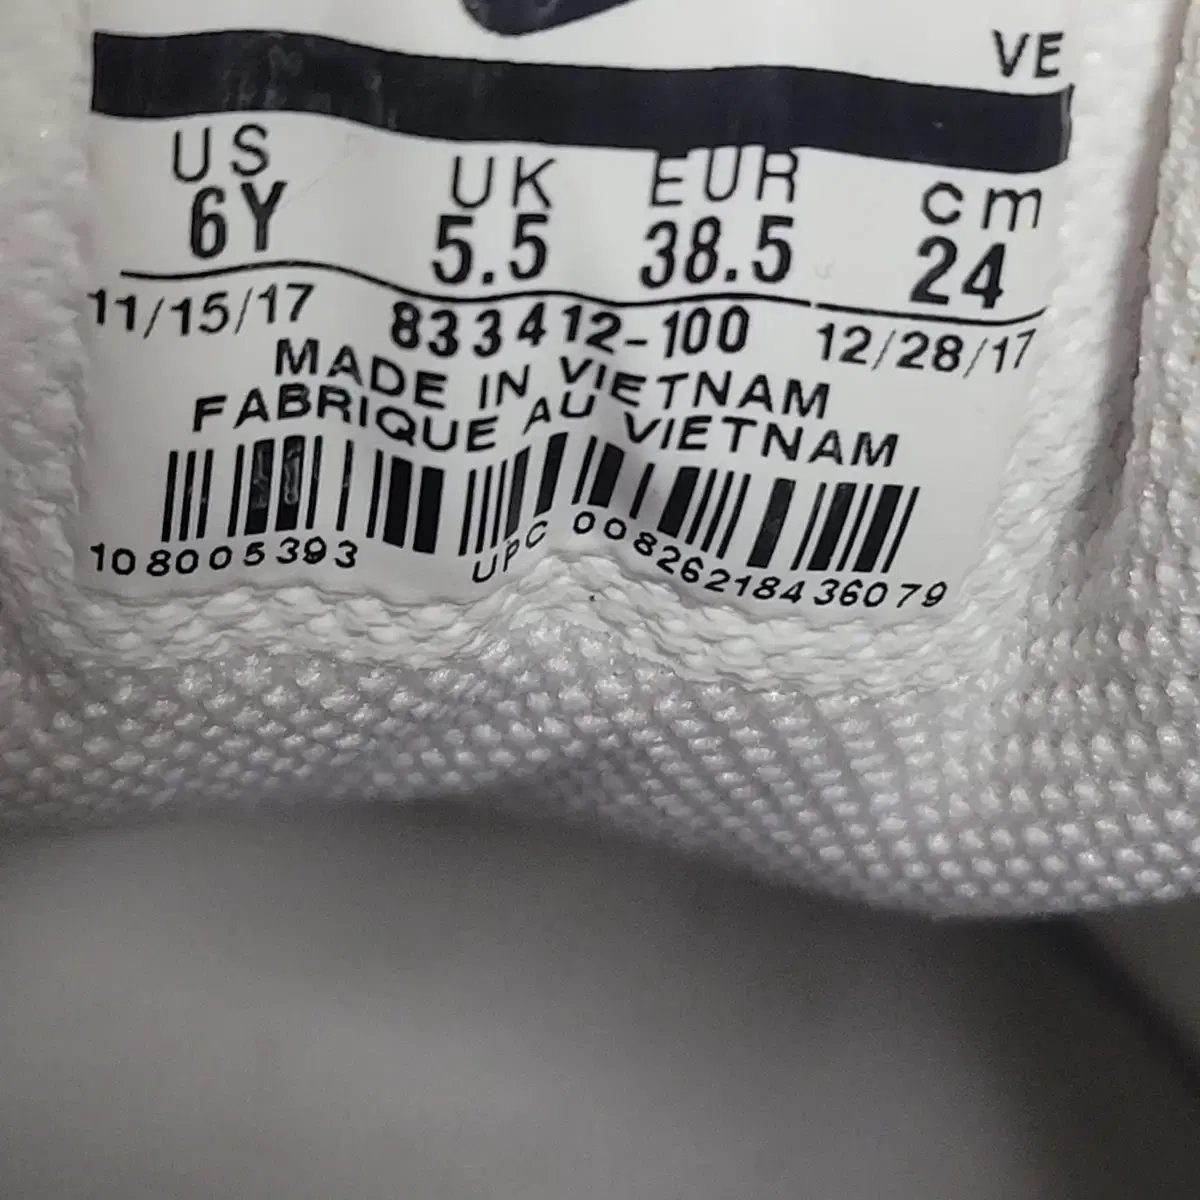 VE
US UK EUR cm
6Y 5.5 38.5 24
11/15/17 833412-100 12/28/17
MADE IN VIETNAM
FABRIQUE AU VIETNAM
108005393 UPC 00826218436079